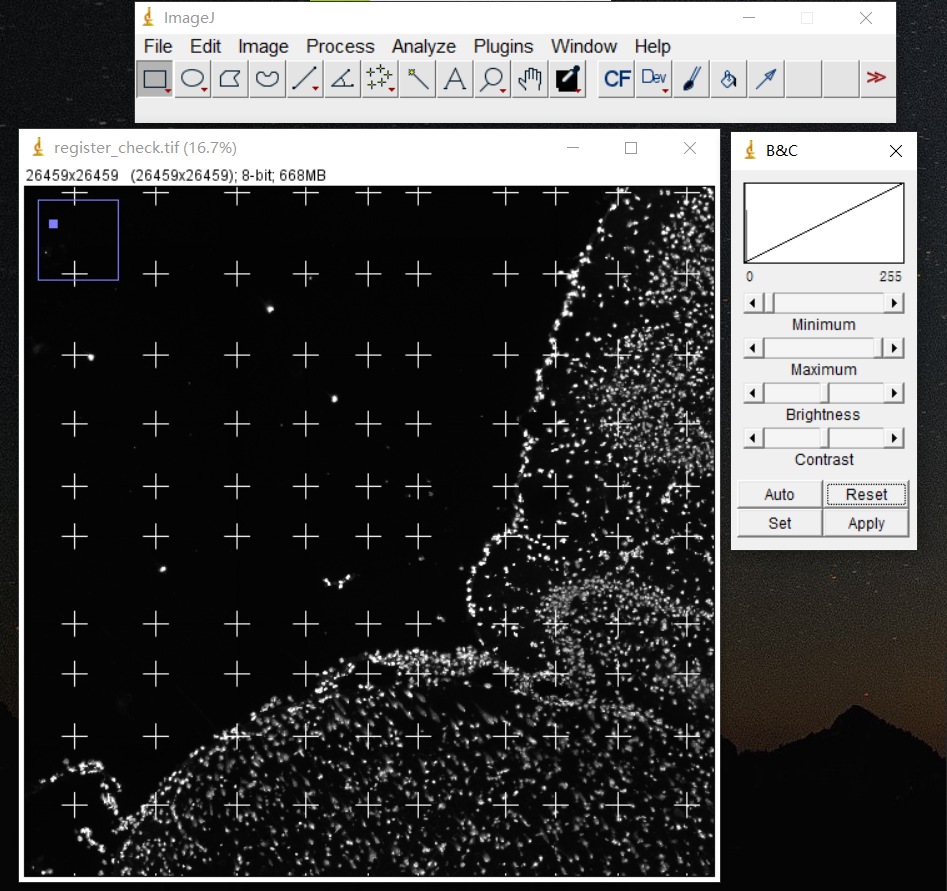 ImageJ
File Edit Image Process Analyze Plugins Window Help
A CF Dev >>
register_check.tif (16.7%)
26459x26459 (26459x26459); 8-bit; 668MB
B&C
0 255
Minimum
Maximum
Brightness
Contrast
Auto Reset
Set Apply